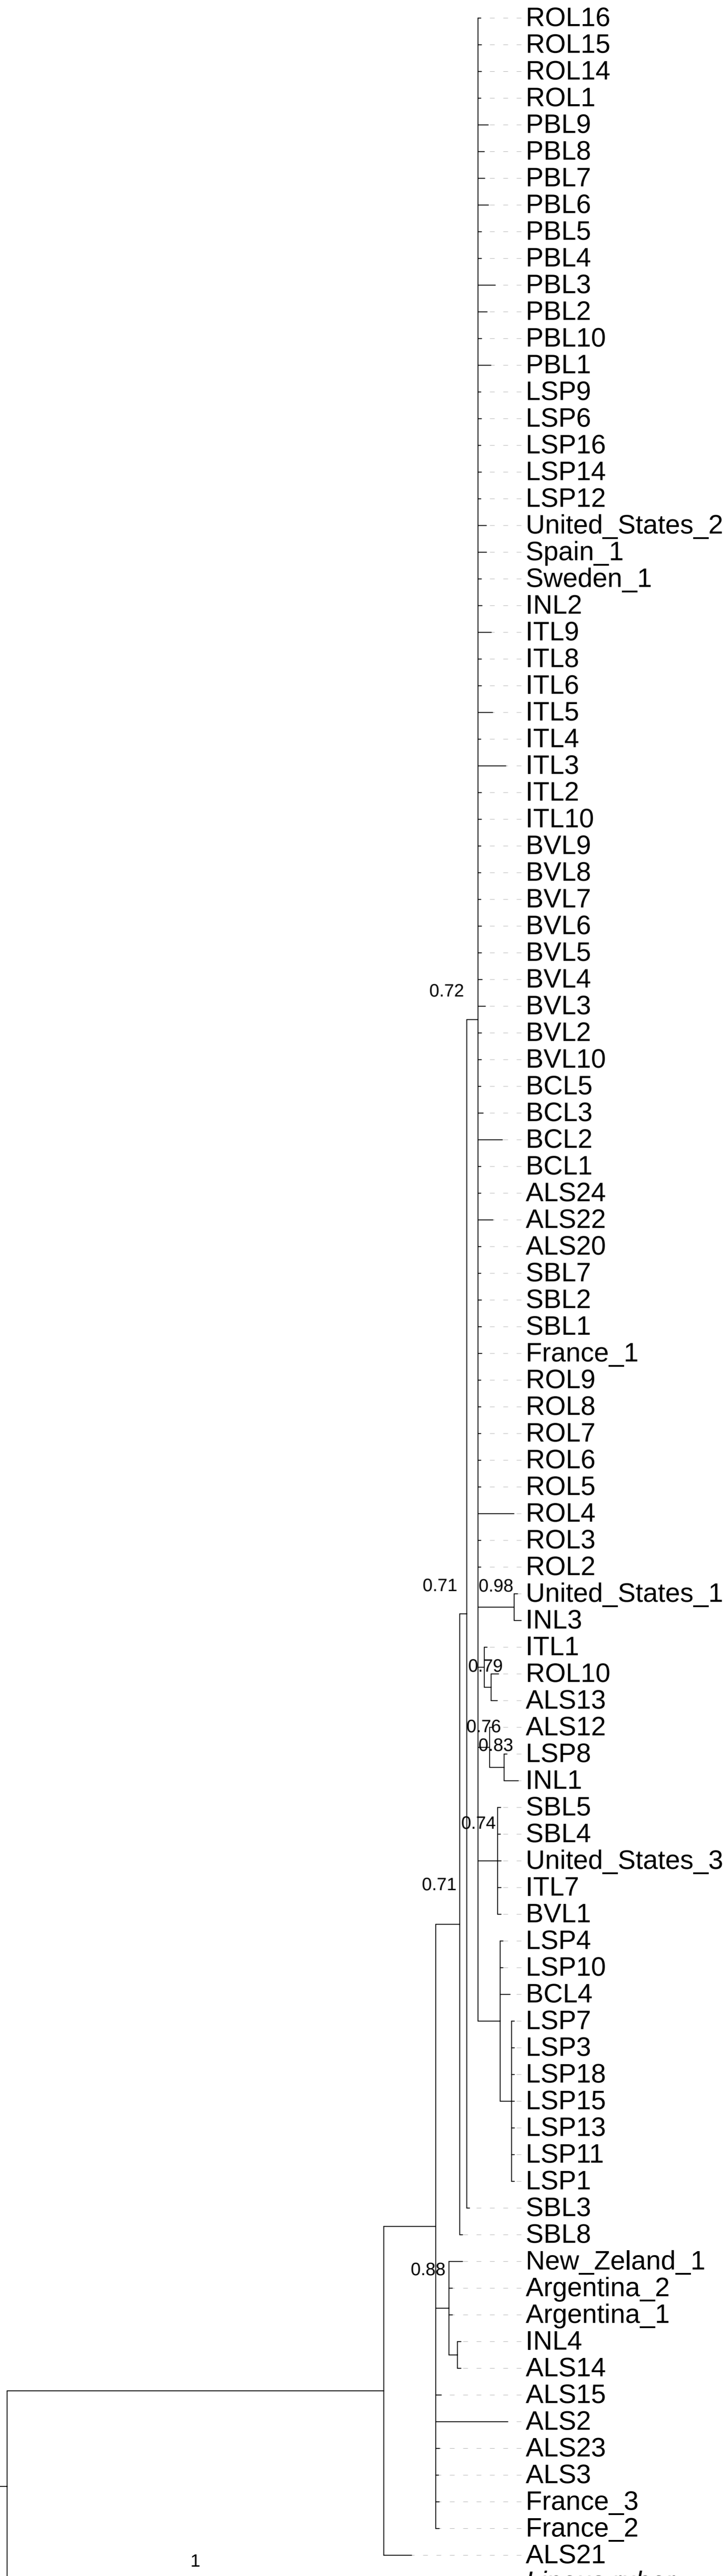 ROL16
ROL15
ROL14
ROL1
PBL9
PBL8
PBL7
PBL6
PBL5
PBL4
PBL3
PBL2
PBL10
PBL1
LSP9
LSP6
LSP16
LSP14
LSP12
United_States_2
Spain_1
Sweden_1
INL2
ITL9
ITL8
ITL6
ITL5
ITL4
ITL3
ITL2
ITL10
BVL9
BVL8
BVL7
BVL6
BVL5
BVL4
0.72
BVL3
BVL2
BVL10
BCL5
BCL3
BCL2
BCL1
ALS24
ALS22
ALS20
SBL7
SBL2
SBL1
France_1
ROL9
ROL8
ROL7
ROL6
ROL5
ROL4
ROL3
ROL2
0.71 0.98
United_States_1
INL3
ITL1
0.79
ROL10
ALS13
0.76
ALS12
0.83
LSP8
INL1
SBL5
0.74
SBL4
United_States_3
0.71
ITL7
BVL1
LSP4
LSP10
BCL4
LSP7
LSP3
LSP18
LSP15
LSP13
LSP11
LSP1
SBL3
SBL8
New_Zeland_1
0.88
Argentina_2
Argentina_1
INL4
ALS14
ALS15
ALS2
ALS23
ALS3
France_3
France_2
ALS21
1